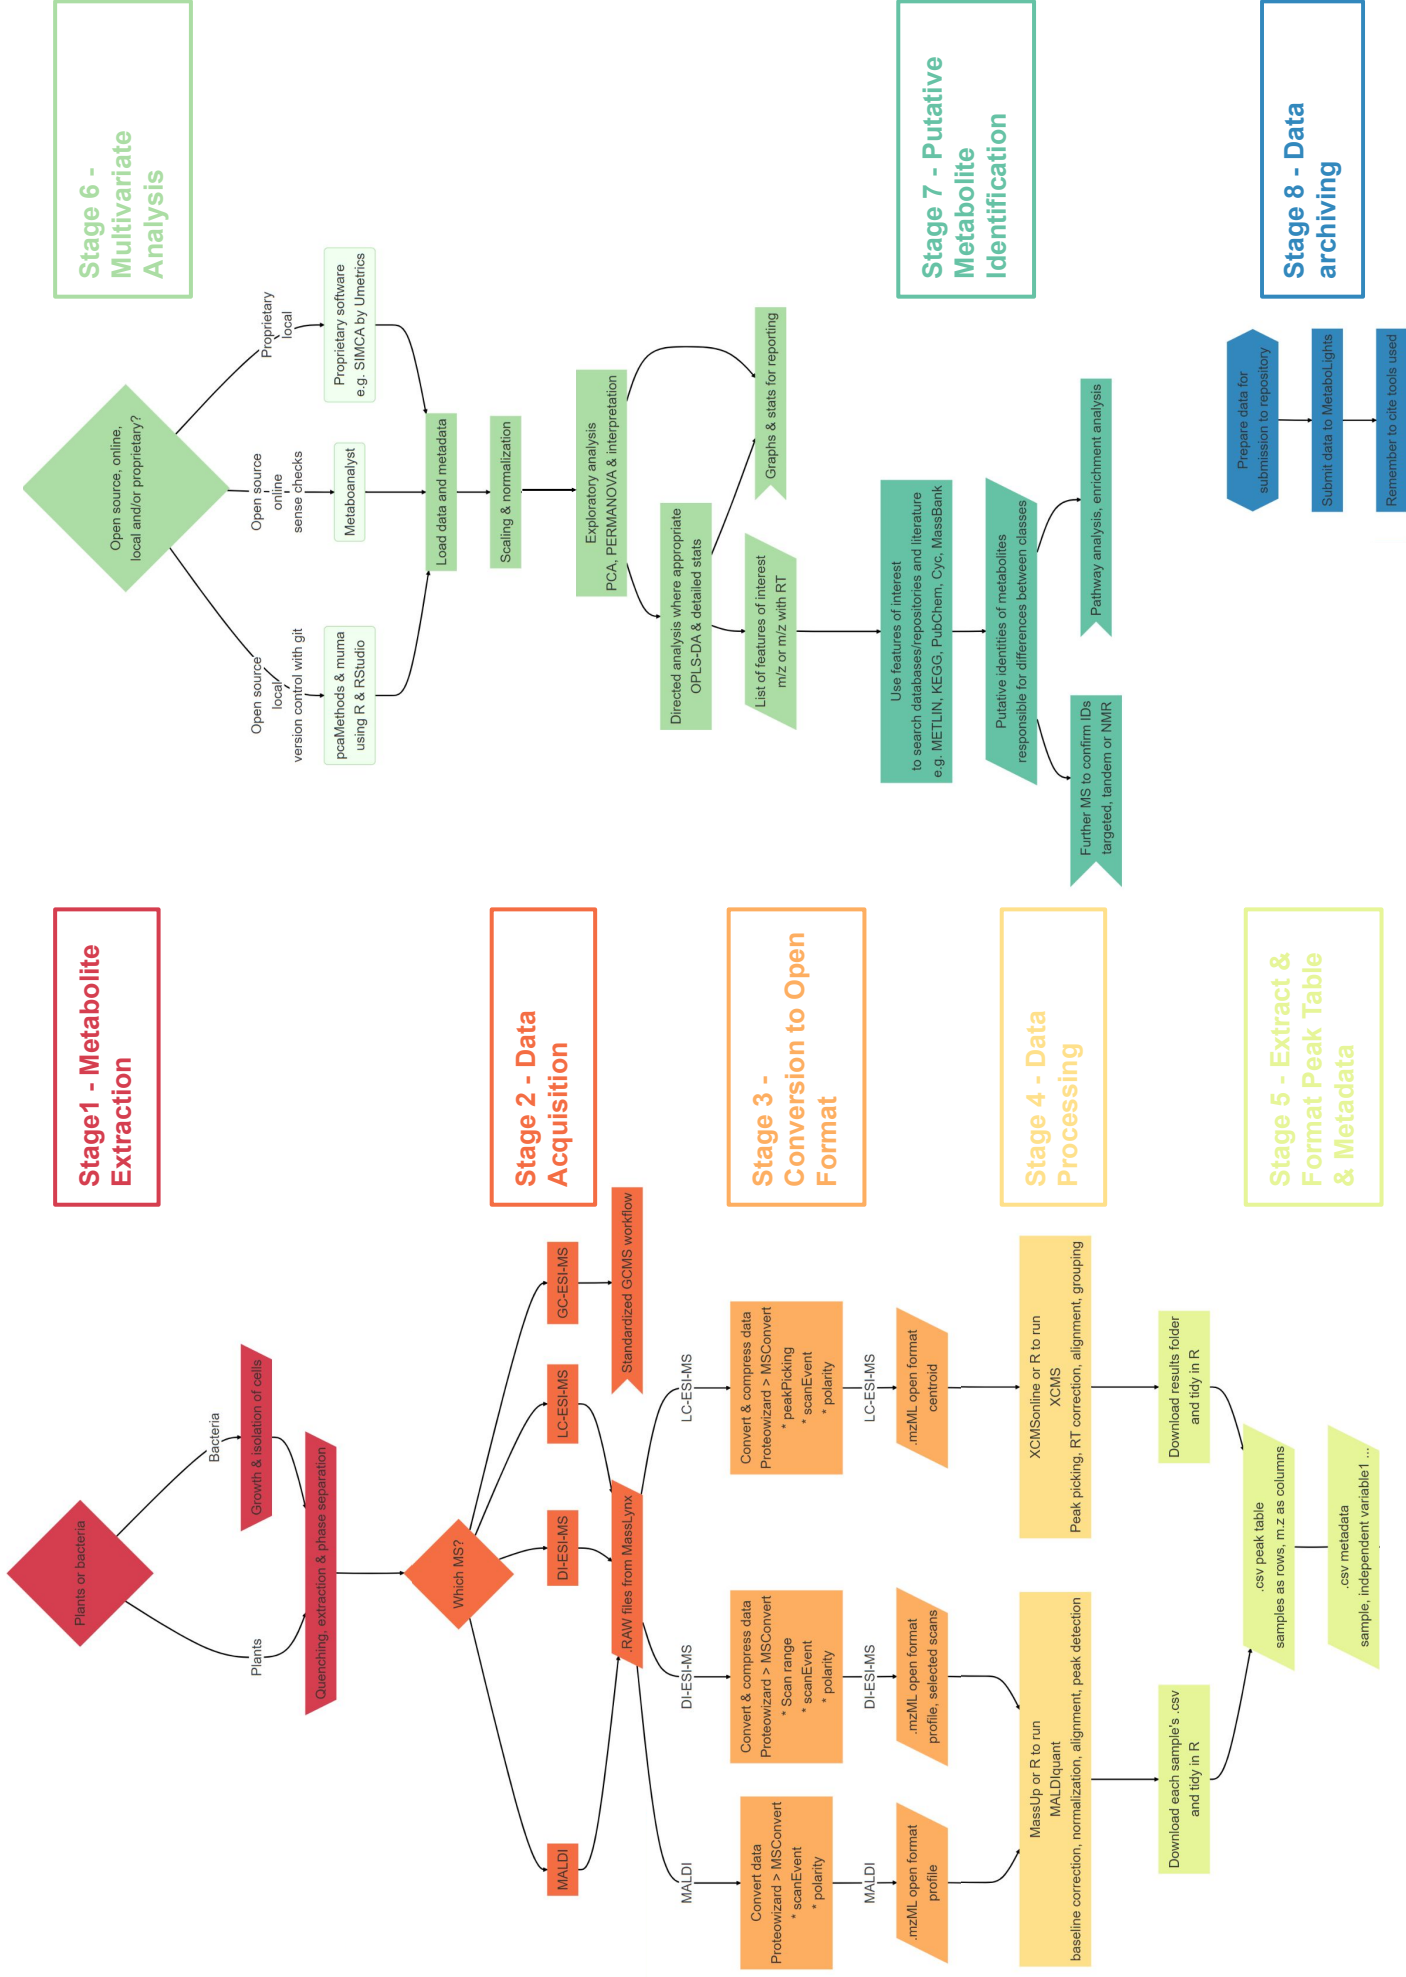 Stage1 - Metabolite
Extraction
Plants or bacteria
Plants
Bacteria
Growth & isolation of cells
Quenching, extraction & phase separation
Stage 2 - Data
Acquisition
Which MS?
MALDI
DI-ESI-MS
LC-ESI-MS
GC-ESI-MS
.RAW files from MassLynx
Standardized GCMS workflow
Stage 3 -
Conversion to Open
Format
MALDI
DI-ESI-MS
LC-ESI-MS
Convert data
Proteowizard > MSConvert
* scanEvent
* polarity
Convert & compress data
Proteowizard > MSConvert
* Scan range
* scanEvent
* polarity
Convert & compress data
Proteowizard > MSConvert
* peakPicking
* scanEvent
* polarity
MALDI
DI-ESI-MS
LC-ESI-MS
.mzML open format
profile
.mzML open format
profile, selected scans
.mzML open format
centroid
Stage 4 - Data
Processing
MassUp or R to run
MALDIquant
baseline correction, normalization, alignment, peak detection
XCMSonline or R to run
XCMS
Peak picking, RT correction, alignment, grouping
Stage 5 - Extract &
Format Peak Table
& Metadata
Download each sample's .csv
and tidy in R
Download results folder
and tidy in R
.csv peak table
samples as rows, m.z as columns
.csv metadata
sample, independent variable1 ...
Stage 6 -
Multivariate
Analysis
Open source, online,
local and/or proprietary?
Open source
local
version control with git
Open source
online
sense checks
Proprietary
local
pcaMethods & muma
using R & RStudio
Metaboanalyst
Proprietary software
e.g. SIMCA by Umetrics
Load data and metadata
Scaling & normalization
Exploratory analysis
PCA, PERMANOVA & interpretation
Directed analysis where appropriate
OPLS-DA & detailed stats
List of features of interest
m/z or m/z with RT
Graphs & stats for reporting
Stage 7 - Putative
Metabolite
Identification
Use features of interest
to search databases/repositories and literature
e.g. METLIN, KEGG, PubChem, Cyc, MassBank
Putative identities of metabolites
responsible for differences between classes
Further MS to confirm IDs
targeted, tandem or NMR
Pathway analysis, enrichment analysis
Stage 8 - Data
archiving
Prepare data for
submission to repository
Submit data to MetaboLights
Remember to cite tools used